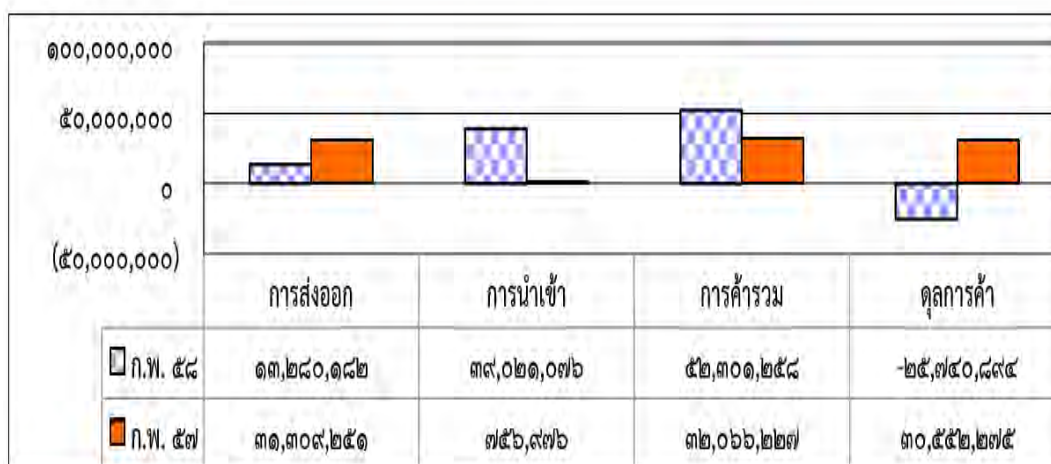 ๑๐๐,๐๐๐,๐๐๐
๕๐,๐๐๐,๐๐๐
๐
(๕๐,๐๐๐,๐๐๐)
การส่งออก การนำเข้า การค้ารวม ดุลการค้า
ก.พ. ๕๘ ๑๓,๒๘๐,๑๘๒ ๓๙,๐๒๑,๐๗๖ ๕๒,๓๐๑,๒๕๘ -๒๕,๗๔๐,๘๙๔
ก.พ. ๕๗ ๓๑,๓๐๙,๒๕๑ ๗๕๖,๙๗๖ ๓๒,๐๖๖,๒๒๗ ๓๐,๕๕๒,๒๗๕